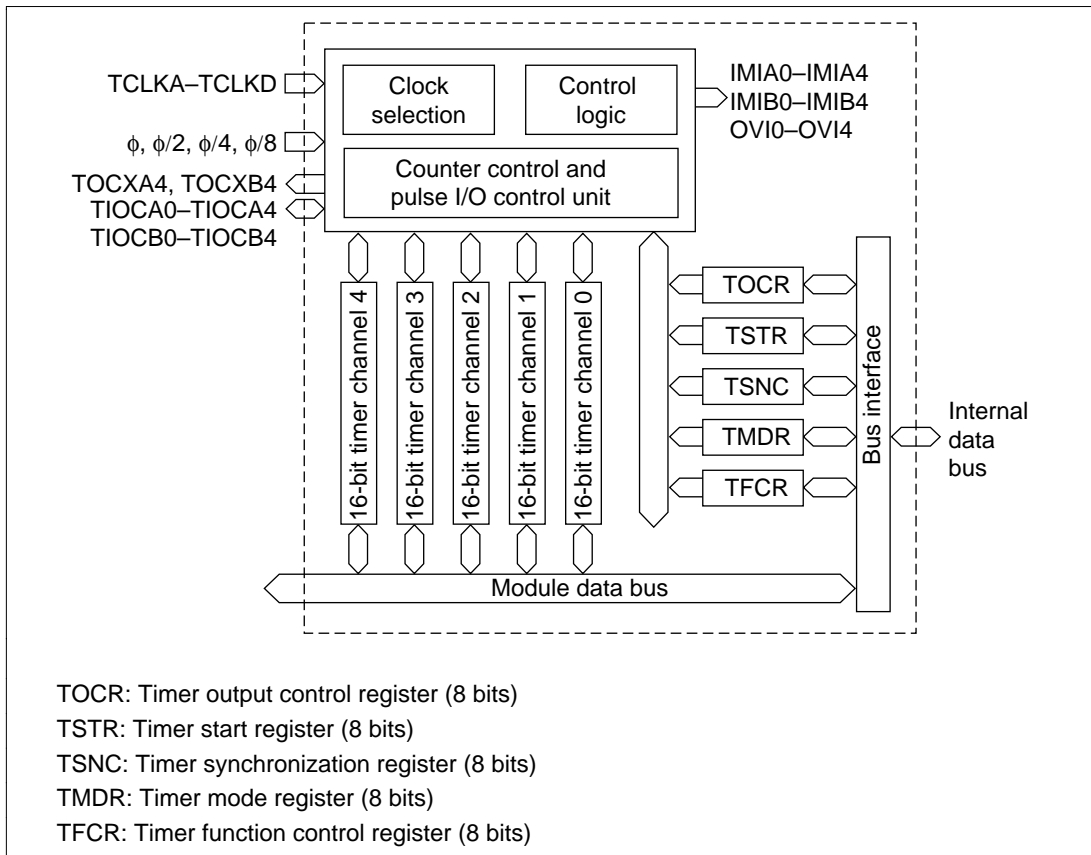 TCLKA–TCLKD
ϕ, ϕ/2, ϕ/4, ϕ/8
TOCXA4, TOCXB4
TIOCA0–TIOCA4
TIOCB0–TIOCB4
Clock
selection
Control
logic
Counter control and
pulse I/O control unit
IMIA0–IMIA4
IMIB0–IMIB4
OVI0–OVI4
16-bit timer channel 4
16-bit timer channel 3
16-bit timer channel 2
16-bit timer channel 1
16-bit timer channel 0
TOCR
TSTR
TSNC
TMDR
TFCR
Bus interface
Internal
data
bus
Module data bus
TOCR: Timer output control register (8 bits)
TSTR: Timer start register (8 bits)
TSNC: Timer synchronization register (8 bits)
TMDR: Timer mode register (8 bits)
TFCR: Timer function control register (8 bits)